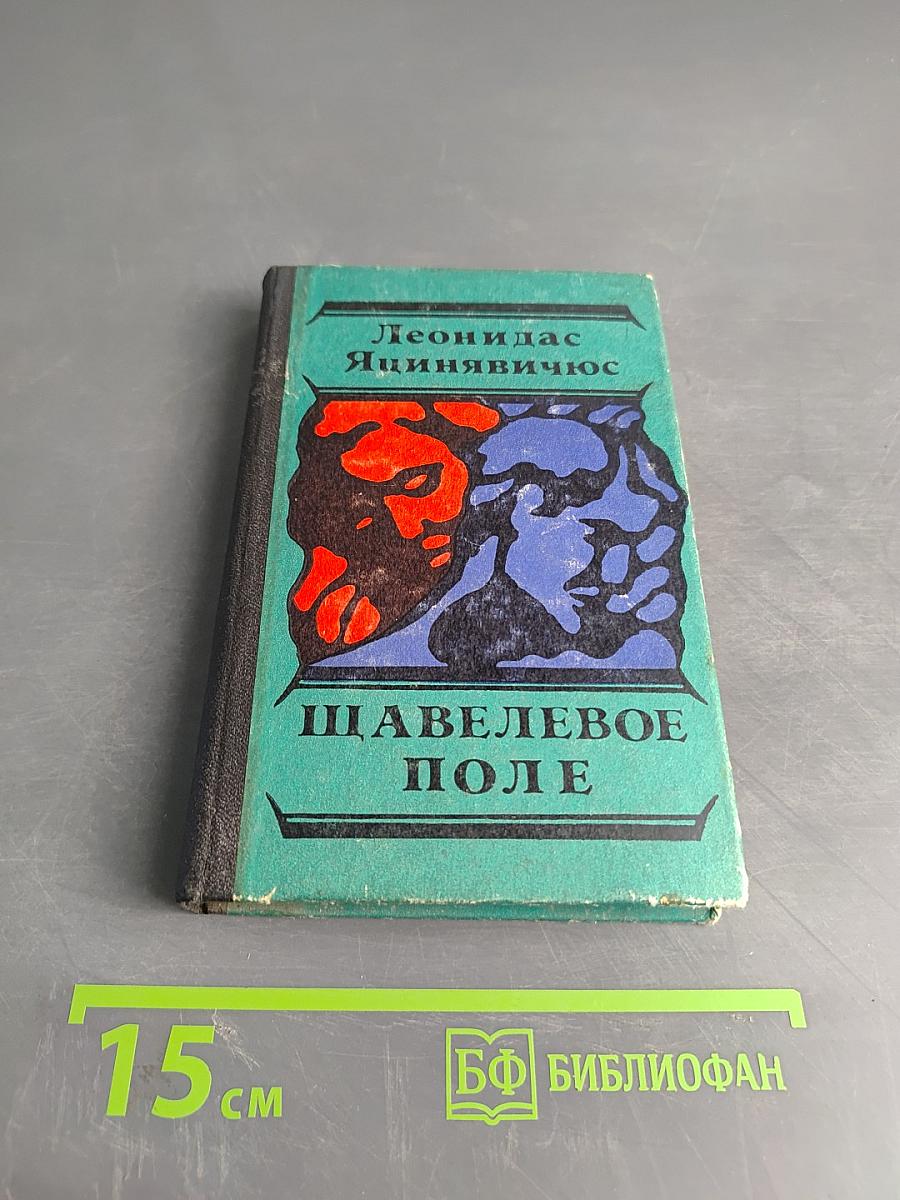 Леонидас
Яцинявичюс
ЩАВЕЛЕВОЕ
ПОЛЕ
15 см
БФ БИБЛИОФАН